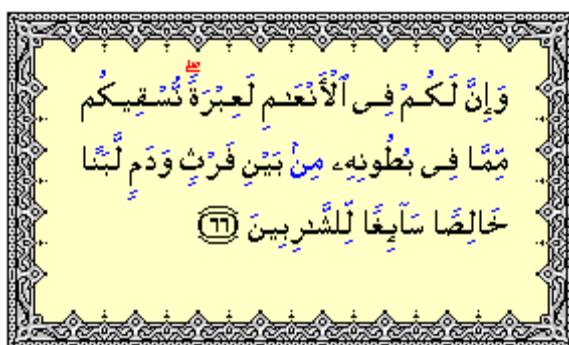 وَإِنَّ لَكُمْ فِى ٱلْأَنْعَـٰمِ لَعِبْرَةًۖ نُّسْقِيكُم
مِّمَّا فِى بُطُونِهِۦ مِنۢ بَيْنِ فَرْثٍ وَدَمٍ لَّبَنًا
خَالِصًا سَآئِغًا لِّلشَّـٰرِبِينَ ٦٦